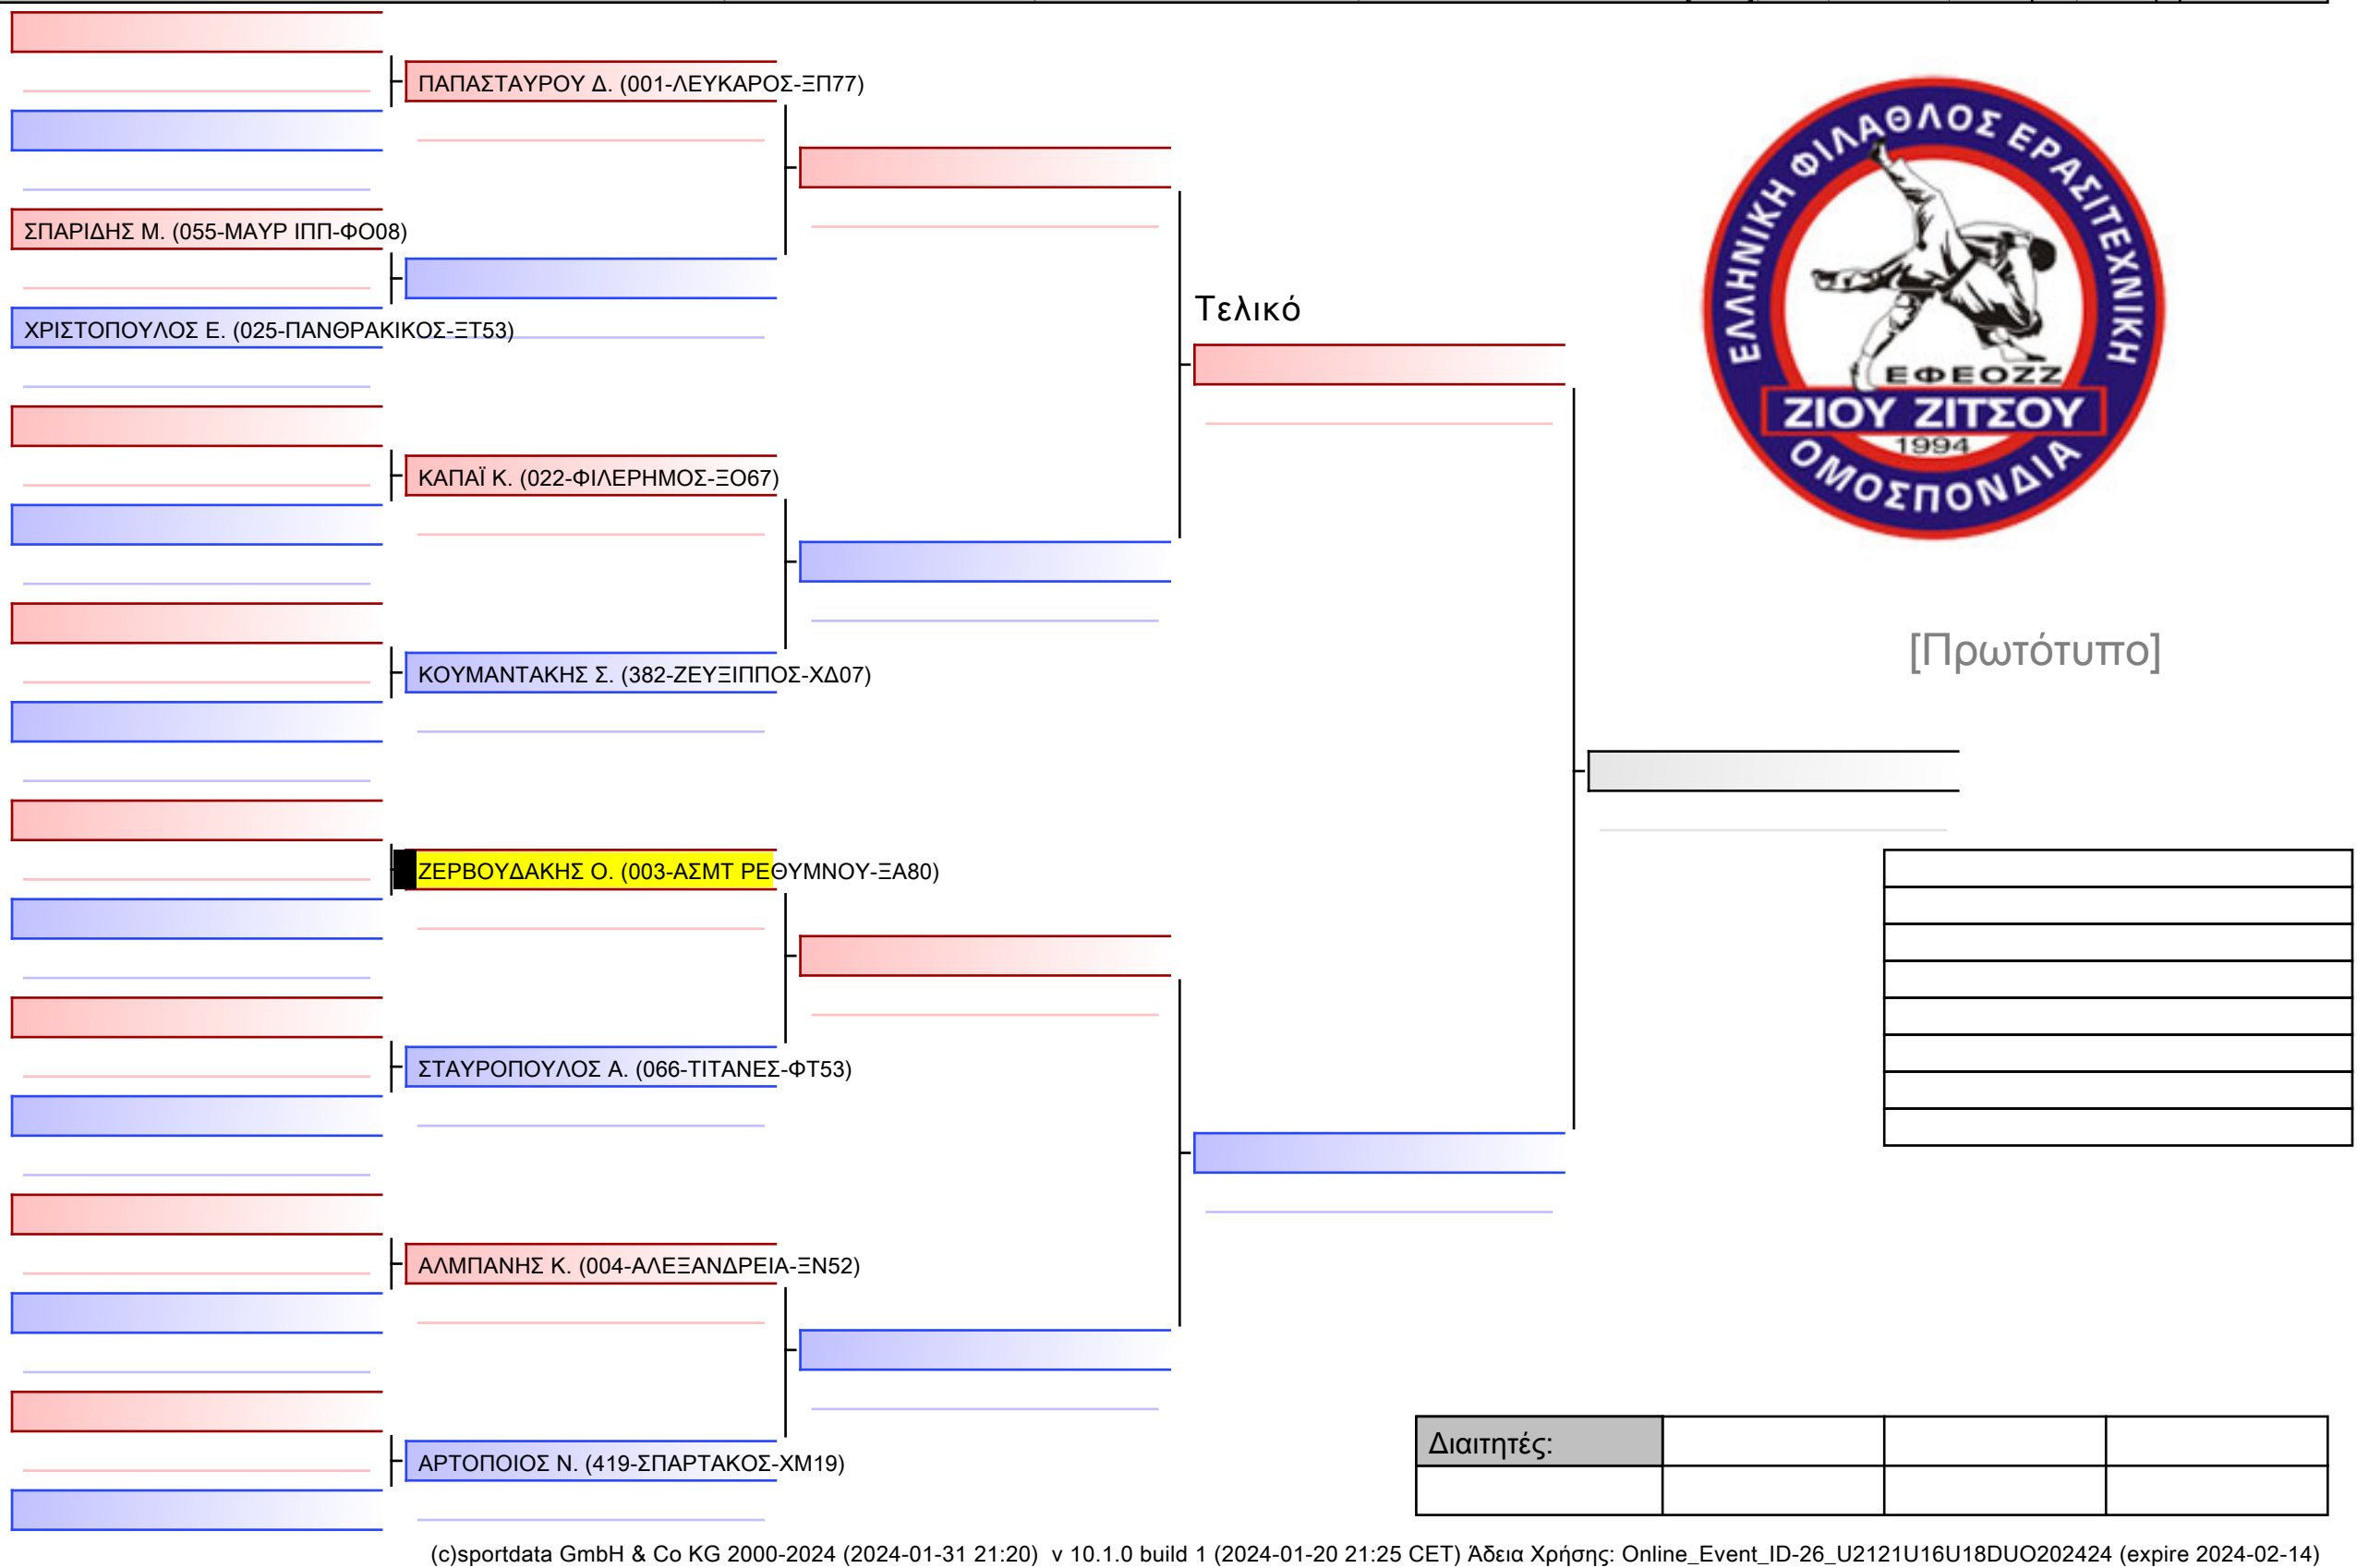 ΠΑΠΑΣΤΑΥΡΟΥ Δ. (001-ΛΕΥΚΑΡΟΣ-ΞΠ77)
ΣΠΑΡΙΔΗΣ Μ. (055-ΜΑΥΡ ΙΠΠ-ΦΟ08)
ΧΡΙΣΤΟΠΟΥΛΟΣ Ε. (025-ΠΑΝΘΡΑΚΙΚΟΣ-ΞΤ53)
ΚΑΠΑΪ Κ. (022-ΦΙΛΕΡΗΜΟΣ-ΞΟ67)
ΚΟΥΜΑΝΤΑΚΗΣ Σ. (382-ΖΕΥΞΙΠΠΟΣ-ΧΔ07)
ΖΕΡΒΟΥΔΑΚΗΣ Ο. (003-ΑΣΜΤ ΡΕΘΥΜΝΟΥ-ΞΑ80)
ΣΤΑΥΡΟΠΟΥΛΟΣ Α. (066-ΤΙΤΑΝΕΣ-ΦΤ53)
ΑΛΜΠΑΝΗΣ Κ. (004-ΑΛΕΞΑΝΔΡΕΙΑ-ΞΝ52)
ΑΡΤΟΠΟΙΟΣ Ν. (419-ΣΠΑΡΤΑΚΟΣ-ΧΜ19)
Τελικό
ΕΛΛΗΝΙΚΗ ΦΙΛΑΘΛΟΣ ΕΡΑΣΙΤΕΧΝΙΚΗ
ΕΦΕΟΖΖ
ΖΙΟΥ ΖΙΤΣΟΥ
1994
ΟΜΟΣΠΟΝΔΙΑ
[Πρωτότυπο]
Διαιτητές:
(c)sportdata GmbH & Co KG 2000-2024 (2024-01-31 21:20) v 10.1.0 build 1 (2024-01-20 21:25 CET) Άδεια Χρήσης: Online_Event_ID-26_U2121U16U18DUO202424 (expire 2024-02-14)